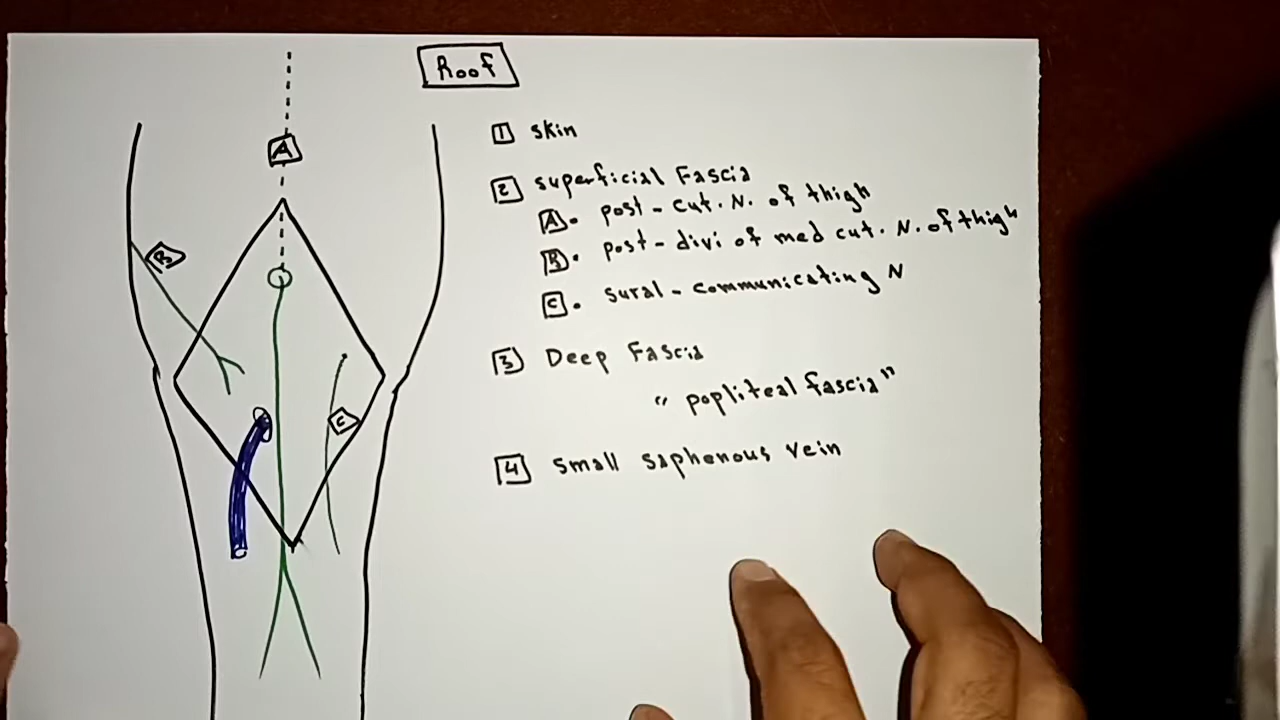 Roof
1 skin
2 superficial Fascia
A. post-cut. N. of thigh
B. post-divi of med cut. N. of thigh
C. sural-communicating N
3 Deep Fascia
"popliteal fascia"
4 small saphenous vein
A
B
C